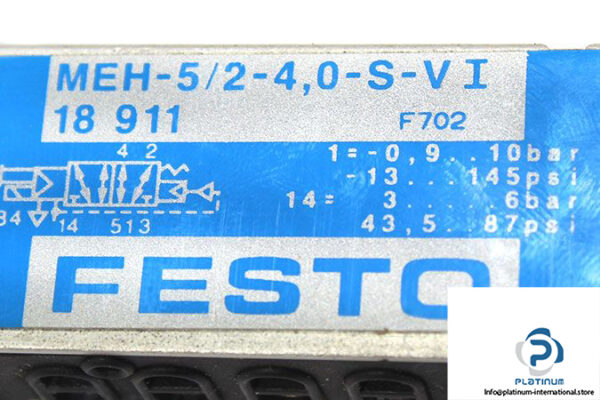 MEH-5/2-4,0-S-VI
18 911 F702
4 2
84 14 513
1=-0,9..10bar
-13...145psi
14= 3...6bar
43,5..87psi
FESTO
PLATINUM
Info@platinum-international.store